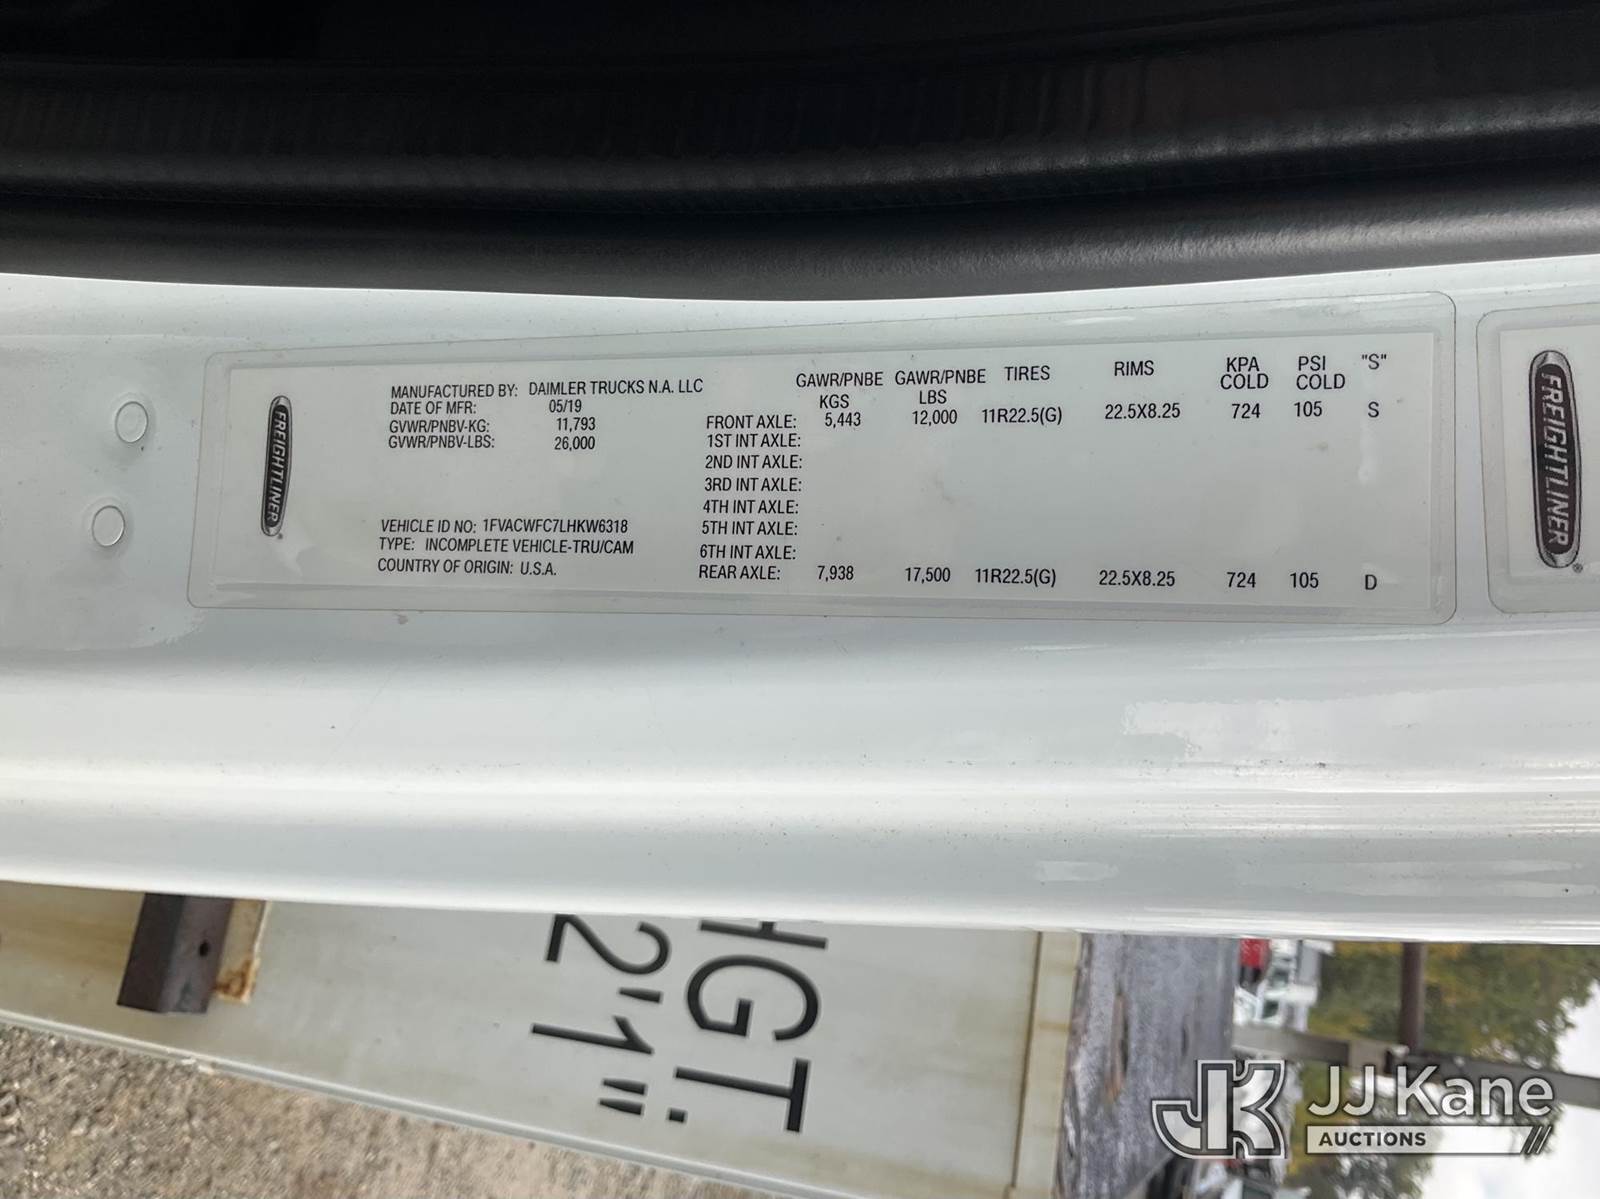 FREIGHTLINER
MANUFACTURED BY: DAIMLER TRUCKS N.A. LLC
DATE OF MFR: 05/19
GVWR/PNBV-KG: 11,793
GVWR/PNBV-LBS: 26,000
VEHICLE ID NO: 1FVACWFC7LHKW6318
TYPE: INCOMPLETE VEHICLE-TRU/CAM
COUNTRY OF ORIGIN: U.S.A.
GAWR/PNBE GAWR/PNBE TIRES RIMS KPA PSI "S"
KGS LBS COLD COLD
FRONT AXLE: 5,443 12,000 11R22.5(G) 22.5X8.25 724 105 S
1ST INT AXLE:
2ND INT AXLE:
3RD INT AXLE:
4TH INT AXLE:
5TH INT AXLE:
6TH INT AXLE:
REAR AXLE: 7,938 17,500 11R22.5(G) 22.5X8.25 724 105 D
FREIGHTLINER
HGT:
2'1"
JK JJ Kane
AUCTIONS